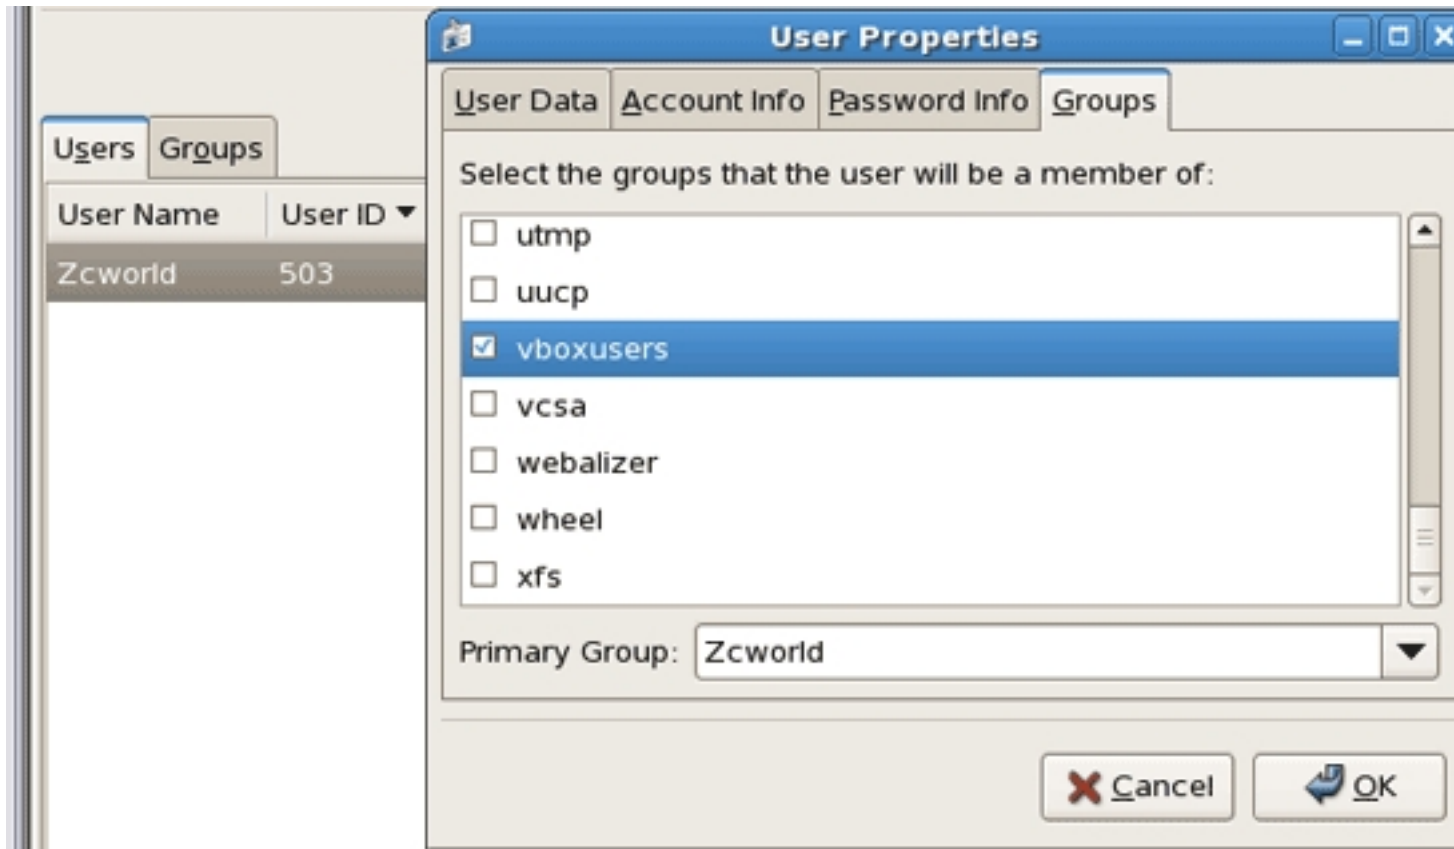 User Properties
User Data Account Info Password Info Groups
Users Groups
Select the groups that the user will be a member of:
User Name User ID
Zcworld 503
utmp
uucp
vboxusers
vcsa
webalizer
wheel
xfs
Primary Group: Zcworld
Cancel OK